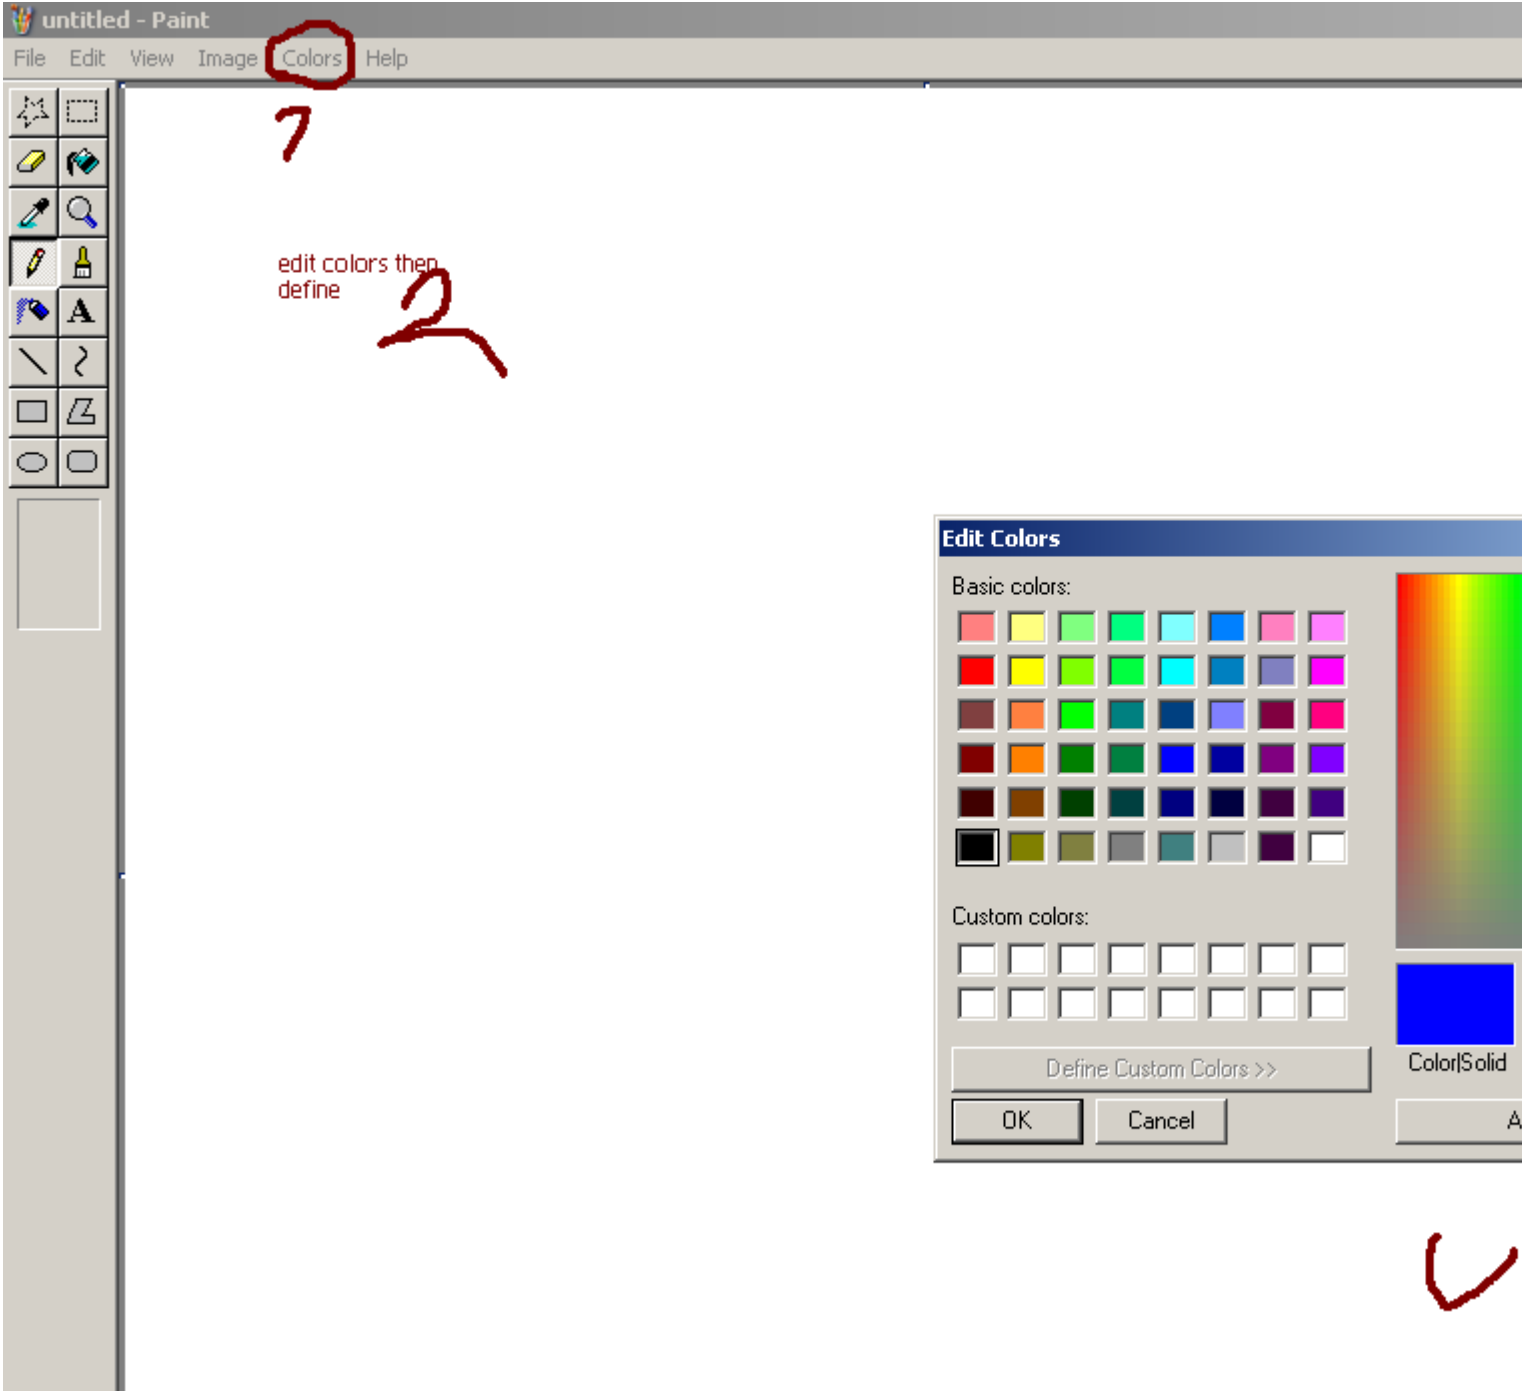 untitled - Paint
File Edit View Image Colors Help
edit colors then
define
2
Edit Colors
Basic colors:
Custom colors:
Define Custom Colors >>
Color|Solid
OK Cancel